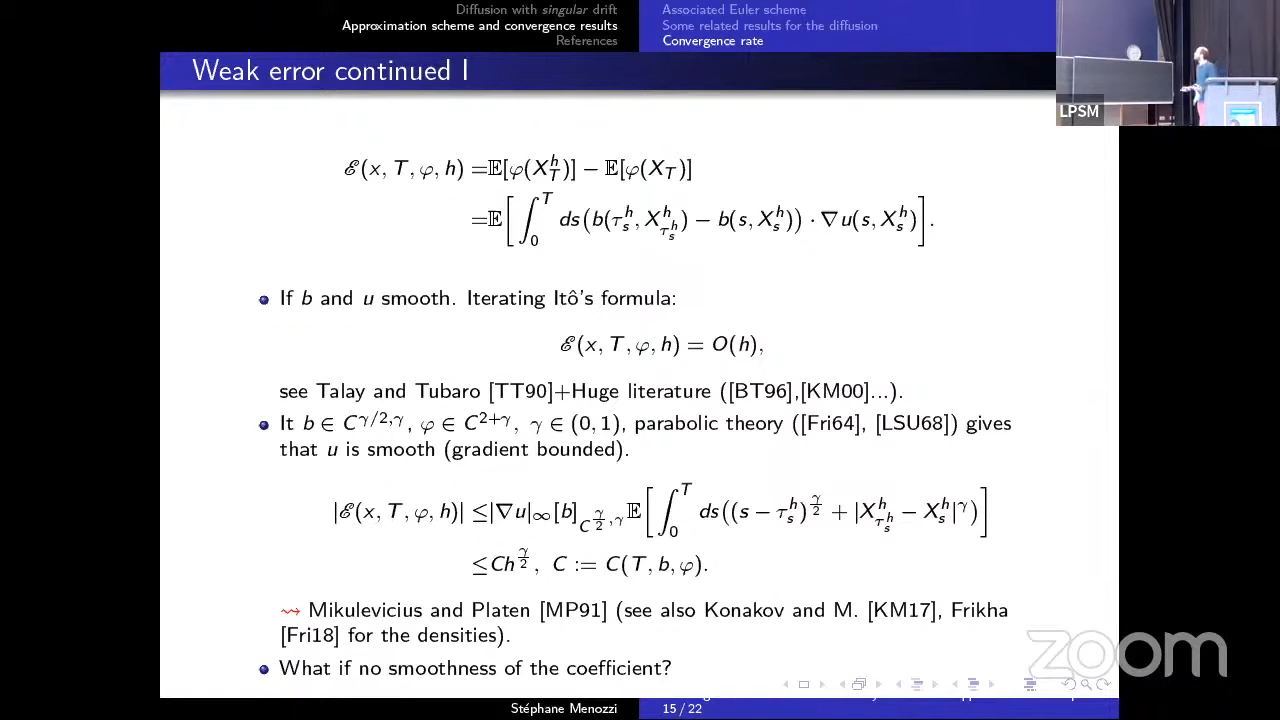 Diffusion with singular drift
Approximation scheme and convergence results
References
Associated Euler scheme
Some related results for the diffusion
Convergence rate
Weak error continued I
LPSM
ℰ(x, T, φ, h) =𝔼[φ(X_T^h)] − 𝔼[φ(X_T)]
=𝔼[∫_0^T ds(b(τ_s^h, X_{τ_s^h}^h) − b(s, X_s^h)) · ∇u(s, X_s^h)].
If b and u smooth. Iterating Itô's formula:
ℰ(x, T, φ, h) = O(h),
see Talay and Tubaro [TT90]+Huge literature ([BT96],[KM00]...).
It b ∈ C^{γ/2,γ}, φ ∈ C^{2+γ}, γ ∈ (0, 1), parabolic theory ([Fri64], [LSU68]) gives
that u is smooth (gradient bounded).
|ℰ(x, T, φ, h)| ≤|∇u|_∞[b]_{C^{γ/2,γ}}𝔼[∫_0^T ds((s − τ_s^h)^{γ/2} + |X_{τ_s^h}^h − X_s^h|^γ)]
≤Ch^{γ/2}, C := C(T, b, φ).
⇝ Mikulevicius and Platen [MP91] (see also Konakov and M. [KM17], Frikha
[Fri18] for the densities).
What if no smoothness of the coefficient?
zoom
Stéphane Menozzi
15 / 22